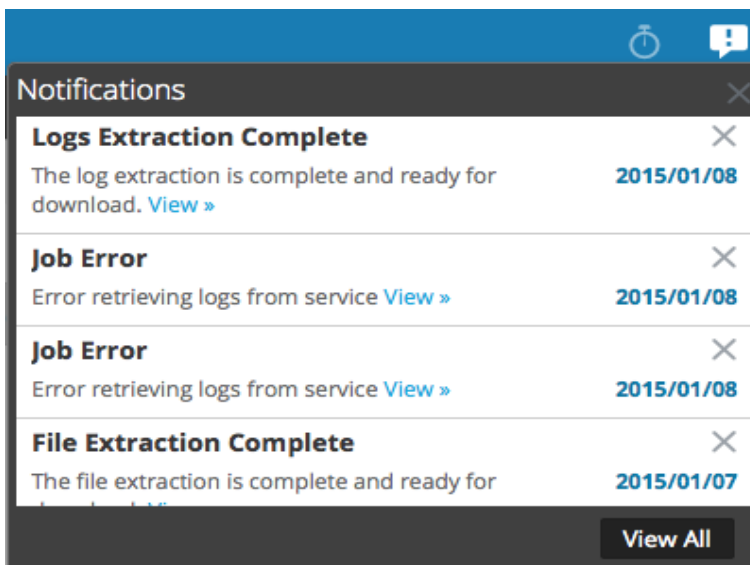 Notifications
Logs Extraction Complete
The log extraction is complete and ready for 2015/01/08
download. View »
Job Error
Error retrieving logs from service View » 2015/01/08
Job Error
Error retrieving logs from service View » 2015/01/08
File Extraction Complete
The file extraction is complete and ready for 2015/01/07
View All